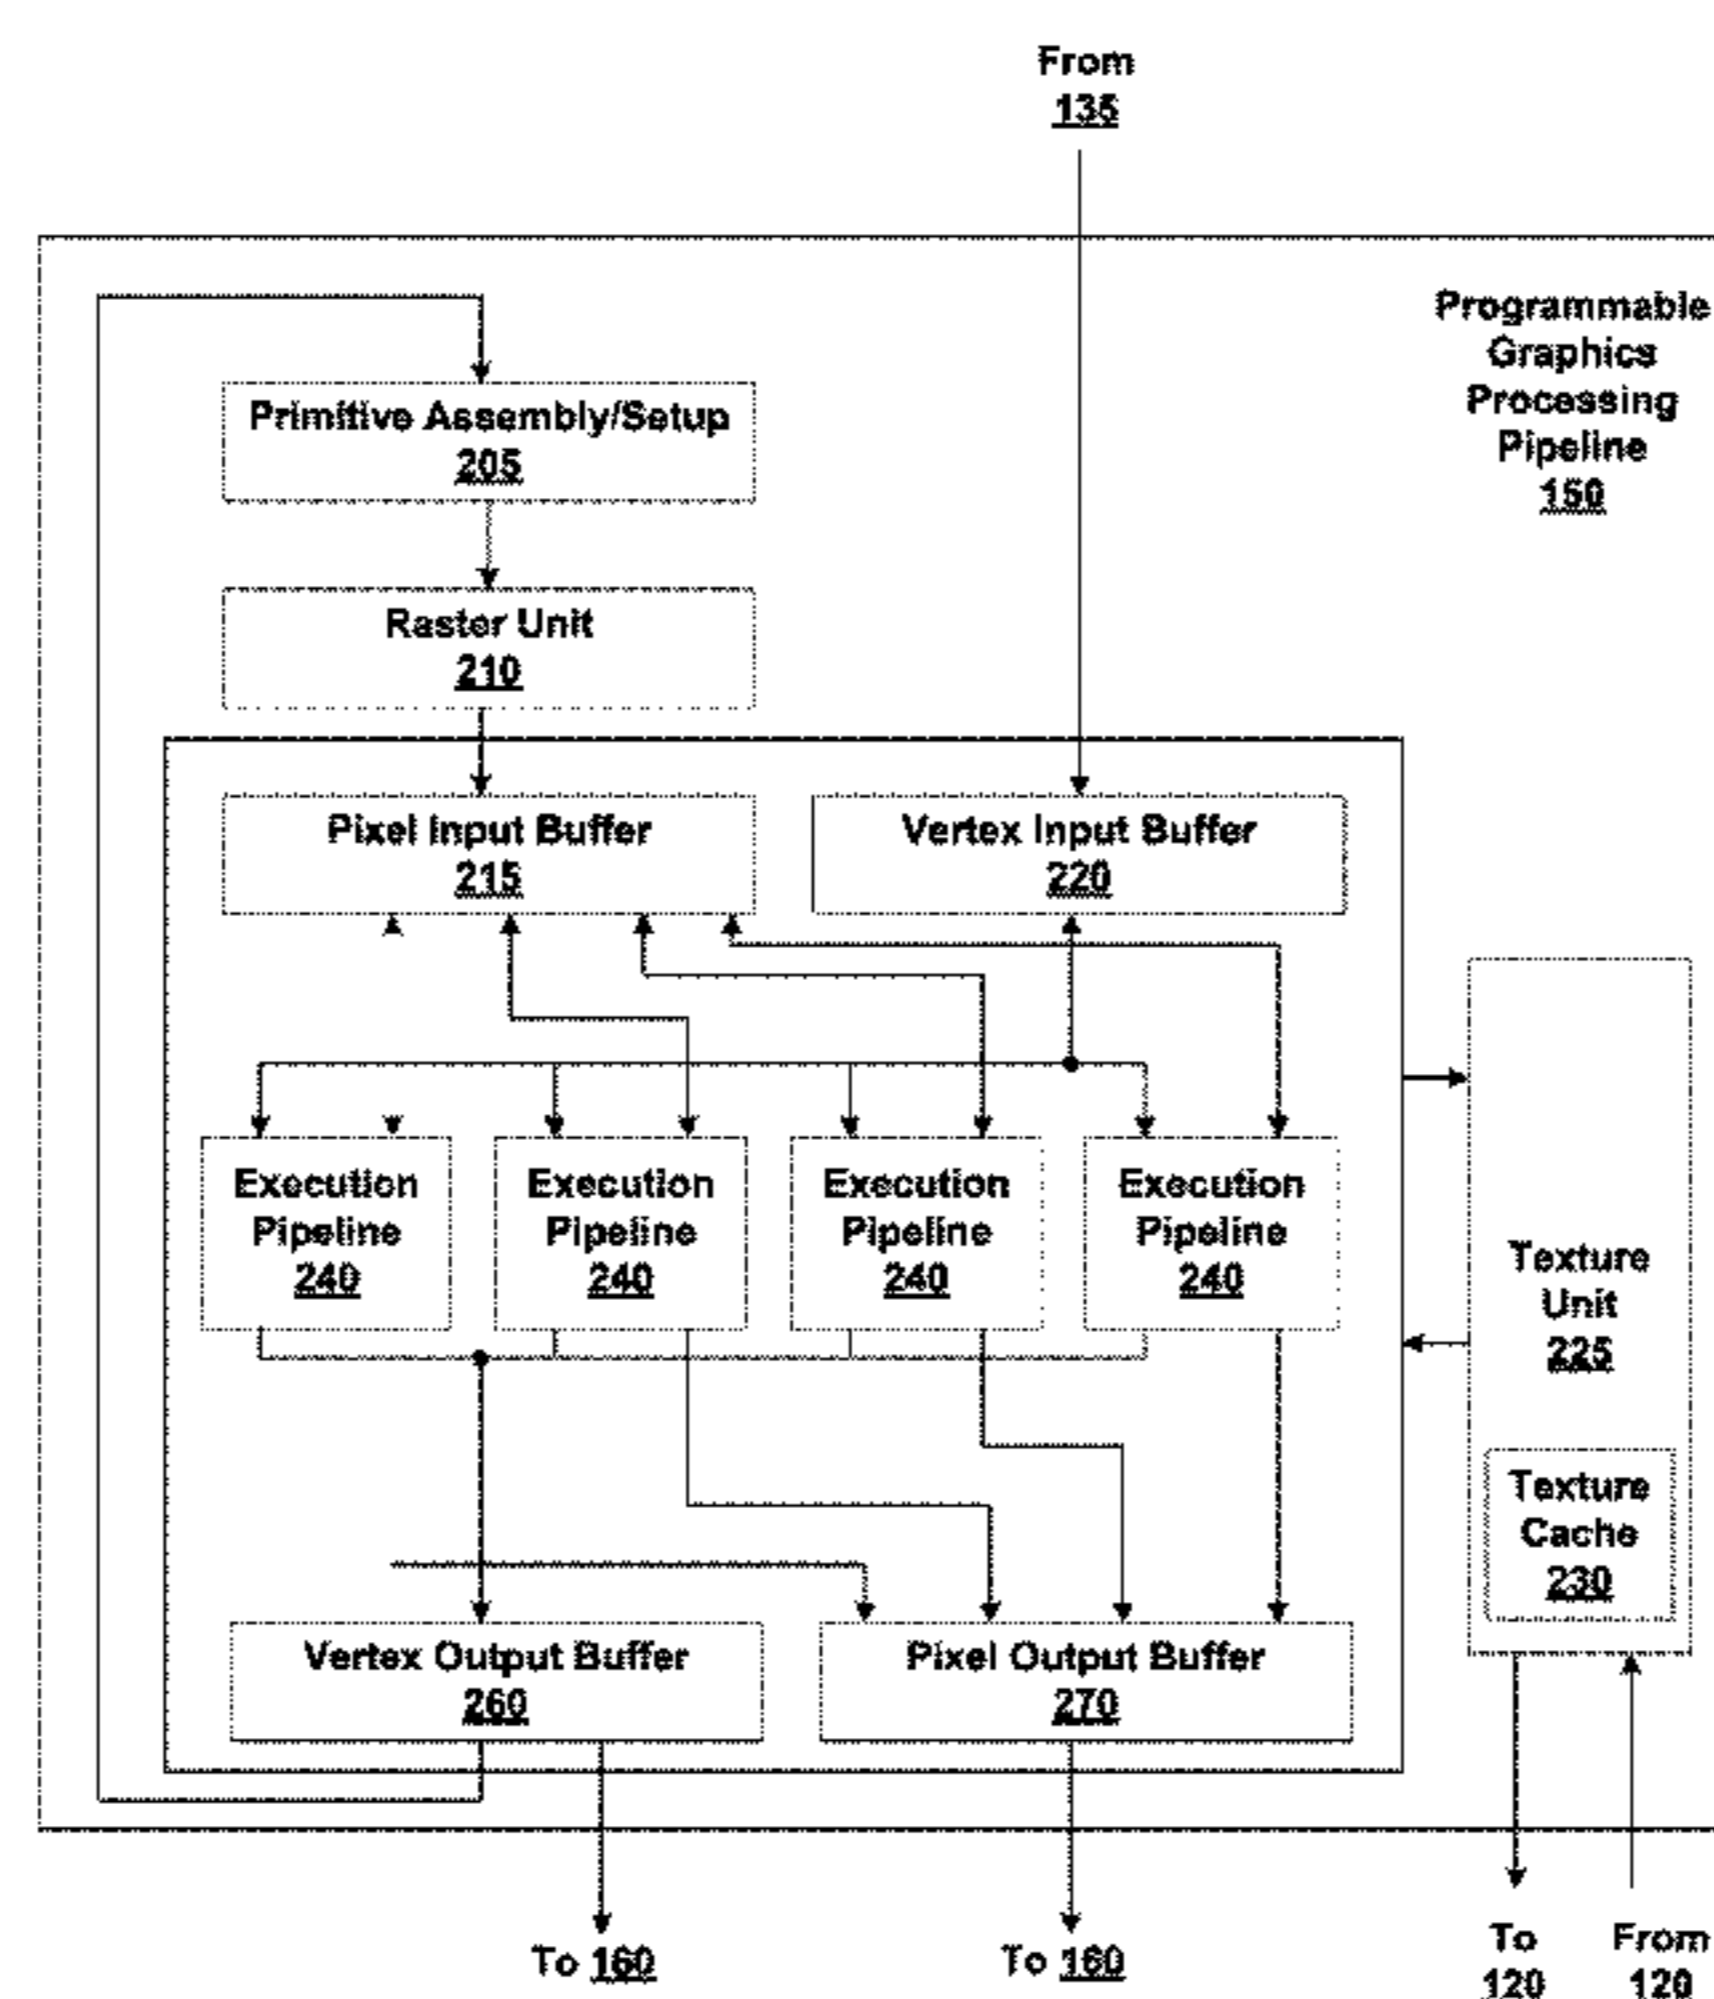 From
135
Programmable
Graphics
Processing
Pipeline
150
Primitive Assembly/Setup
205
Raster Unit
210
Pixel Input Buffer
215
Vertex Input Buffer
220
Execution
Pipeline
240
Execution
Pipeline
240
Execution
Pipeline
240
Execution
Pipeline
240
Texture
Unit
225
Texture
Cache
230
Vertex Output Buffer
260
Pixel Output Buffer
270
To 160
To 160
To
120
From
120